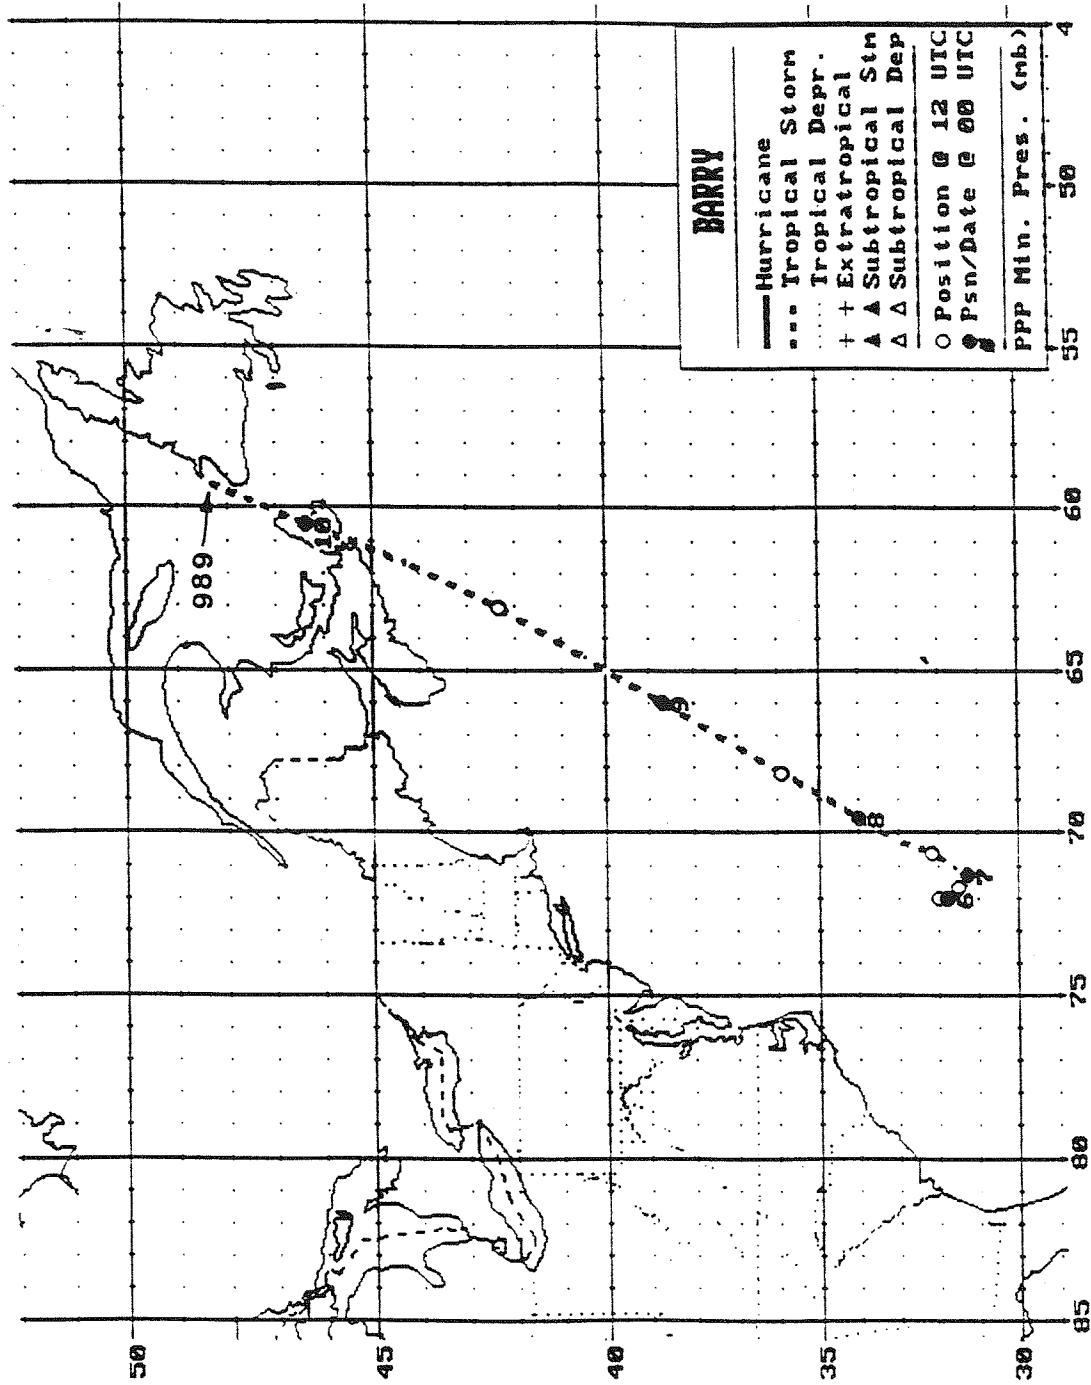 BARRY
Hurricane
Tropical Storm
Tropical Depr.
Extratropical
Subtropical Stm
Subtropical Dep
Position @ 12 UTC
Psn/Date @ 00 UTC
PPP Min. Pres. (mb)
989
10
9
8
7
6
50
45
40
35
30
85
80
75
70
65
60
55
50
4